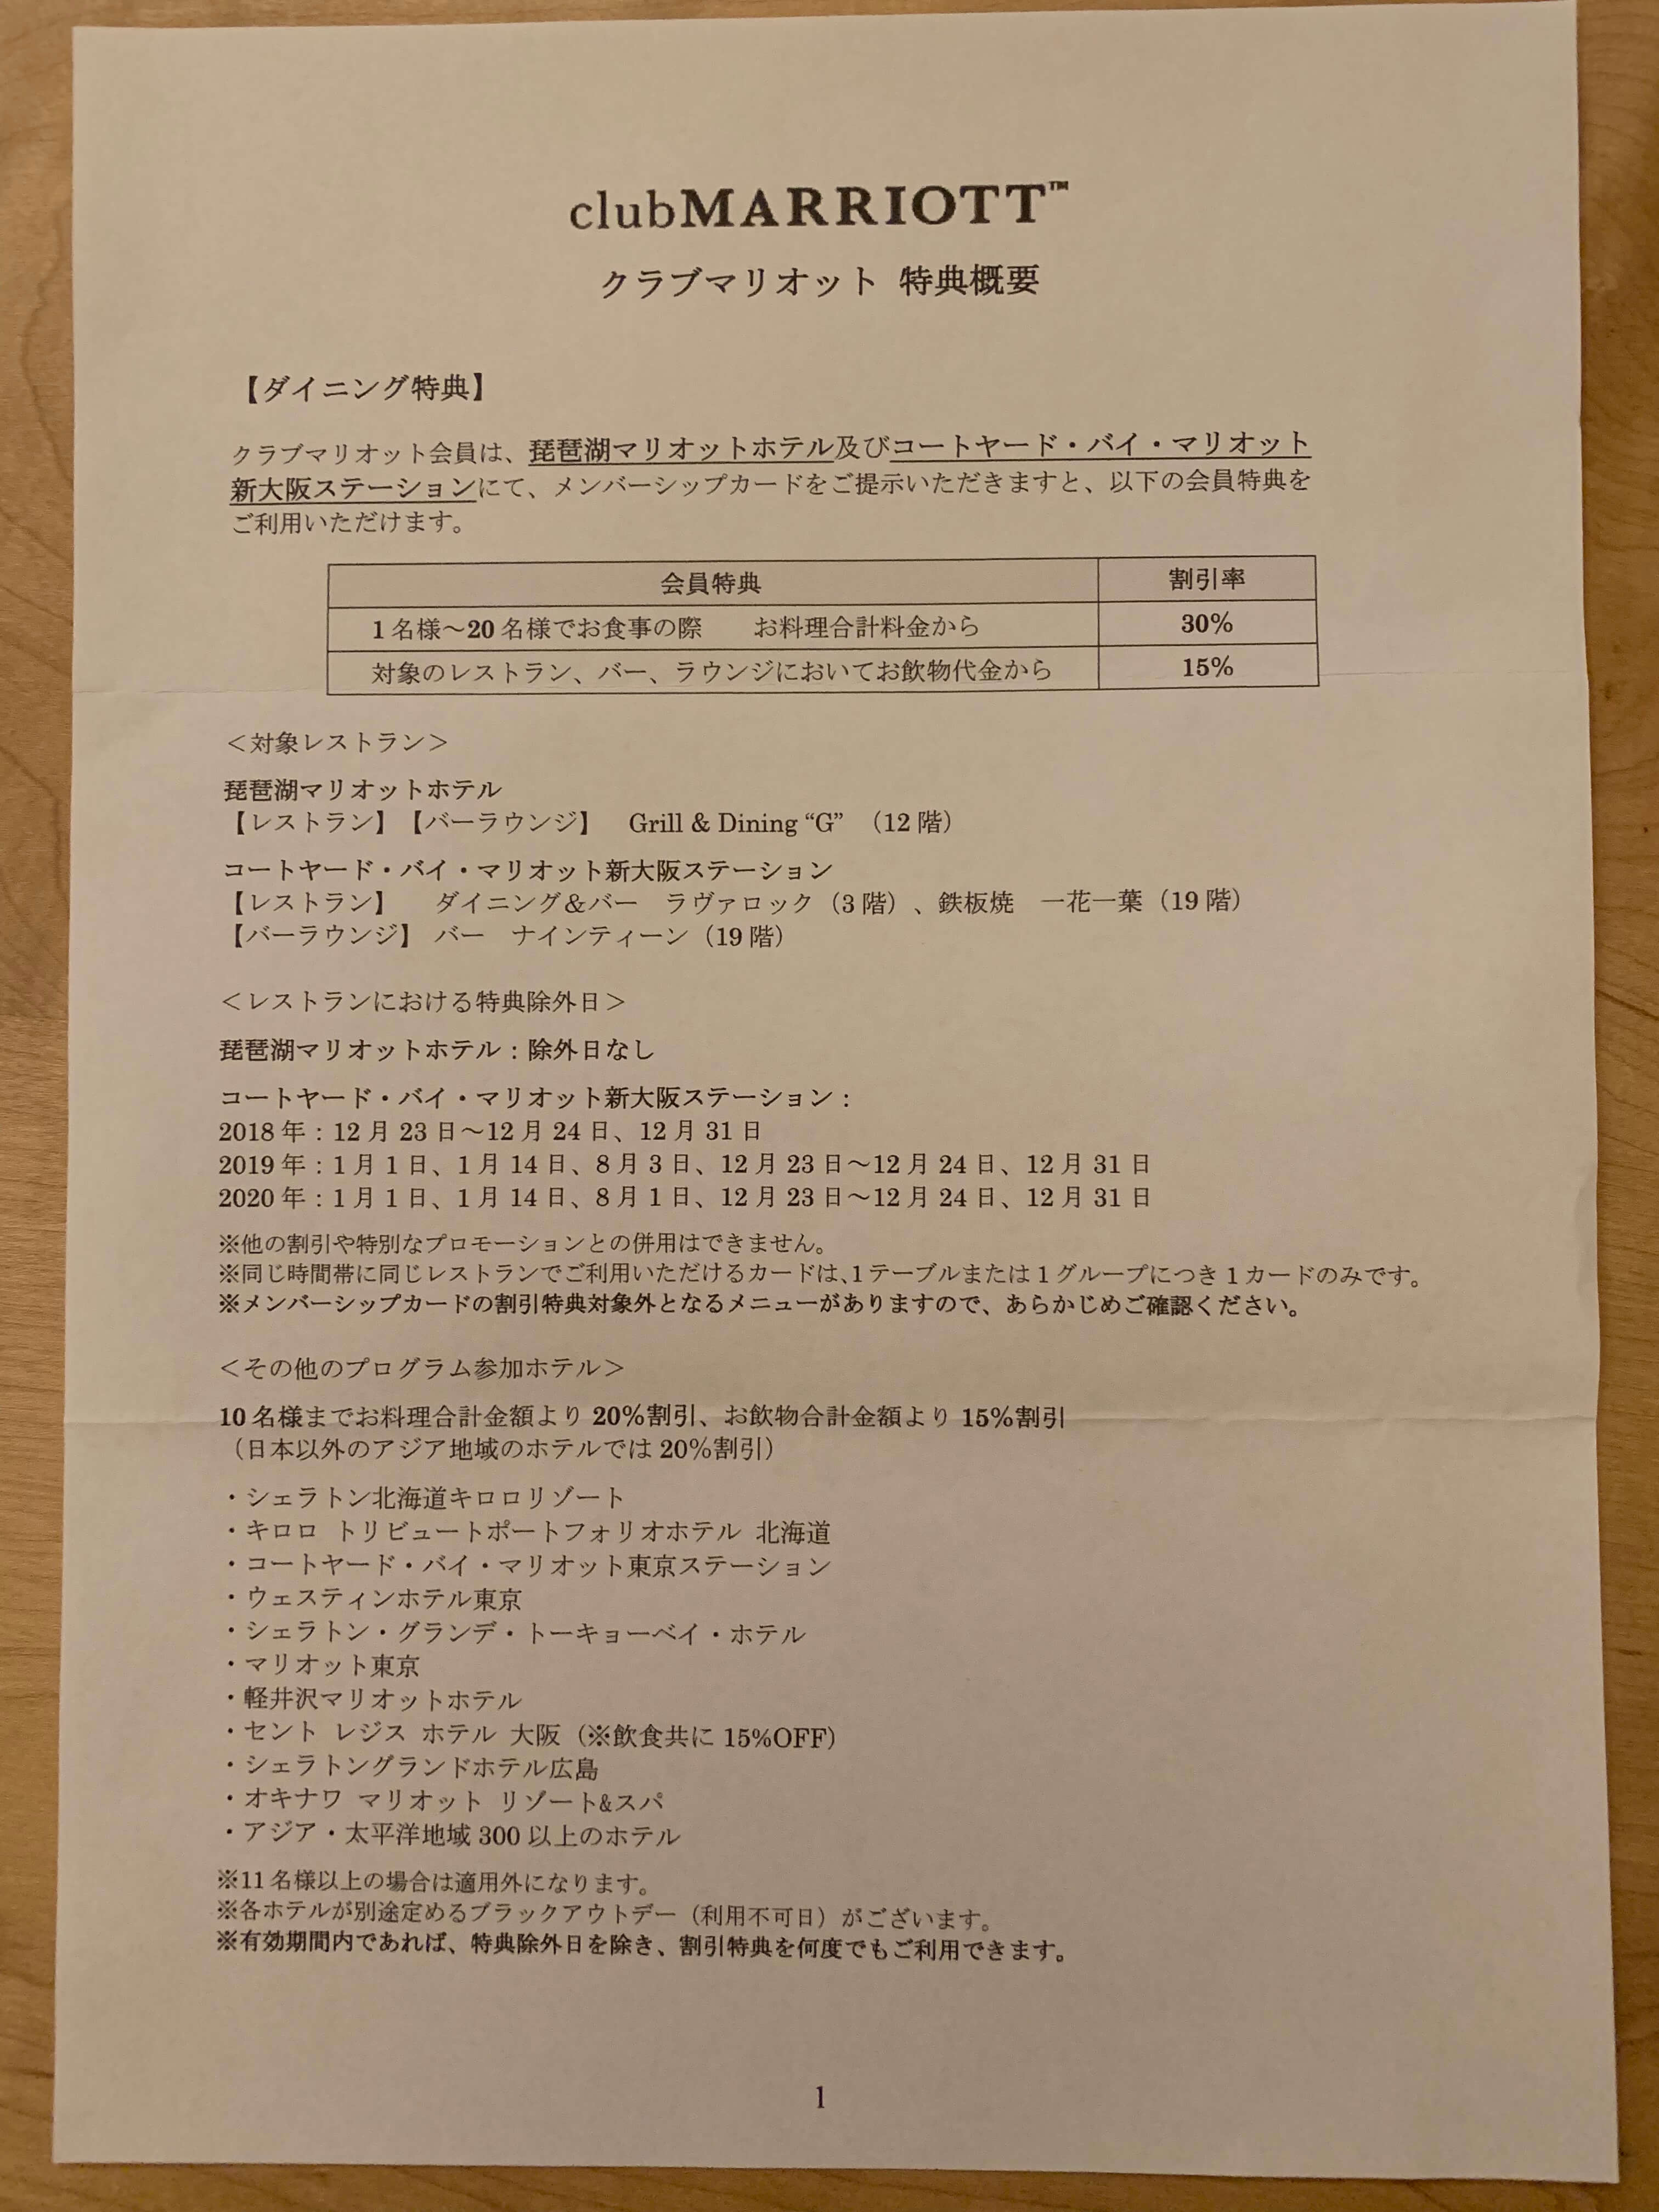 clubMARRIOTT™
クラブマリオット 特典概要
【ダイニング特典】
クラブマリオット会員は、琵琶湖マリオットホテル及びコートヤード・バイ・マリオット
新大阪ステーションにて、メンバーシップカードをご提示いただきますと、以下の会員特典を
ご利用いただけます。
会員特典 割引率
1名様～20名様でお食事の際　お料理合計料金から 30%
対象のレストラン、バー、ラウンジにおいてお飲物代金から 15%
＜対象レストラン＞
琵琶湖マリオットホテル
【レストラン】【バーラウンジ】　Grill & Dining “G”　（12階）
コートヤード・バイ・マリオット新大阪ステーション
【レストラン】　ダイニング＆バー　ラヴァロック（3階）、鉄板焼　一花一葉（19階）
【バーラウンジ】 バー　ナインティーン（19階）
＜レストランにおける特典除外日＞
琵琶湖マリオットホテル：除外日なし
コートヤード・バイ・マリオット新大阪ステーション：
2018年：12月23日～12月24日、12月31日
2019年：1月1日、1月14日、8月3日、12月23日～12月24日、12月31日
2020年：1月1日、1月14日、8月1日、12月23日～12月24日、12月31日
※他の割引や特別なプロモーションとの併用はできません。
※同じ時間帯に同じレストランでご利用いただけるカードは、1テーブルまたは1グループにつき1カードのみです。
※メンバーシップカードの割引特典対象外となるメニューがありますので、あらかじめご確認ください。
＜その他のプログラム参加ホテル＞
10名様までお料理合計金額より20%割引、お飲物合計金額より15%割引
（日本以外のアジア地域のホテルでは20%割引）
・シェラトン北海道キロロリゾート
・キロロ トリビュートポートフォリオホテル 北海道
・コートヤード・バイ・マリオット東京ステーション
・ウェスティンホテル東京
・シェラトン・グランデ・トーキョーベイ・ホテル
・マリオット東京
・軽井沢マリオットホテル
・セント レジス ホテル 大阪（※飲食共に15%OFF）
・シェラトングランドホテル広島
・オキナワ マリオット リゾート&スパ
・アジア・太平洋地域300以上のホテル
※11名様以上の場合は適用外になります。
※各ホテルが別途定めるブラックアウトデー（利用不可日）がございます。
※有効期間内であれば、特典除外日を除き、割引特典を何度でもご利用できます。
1